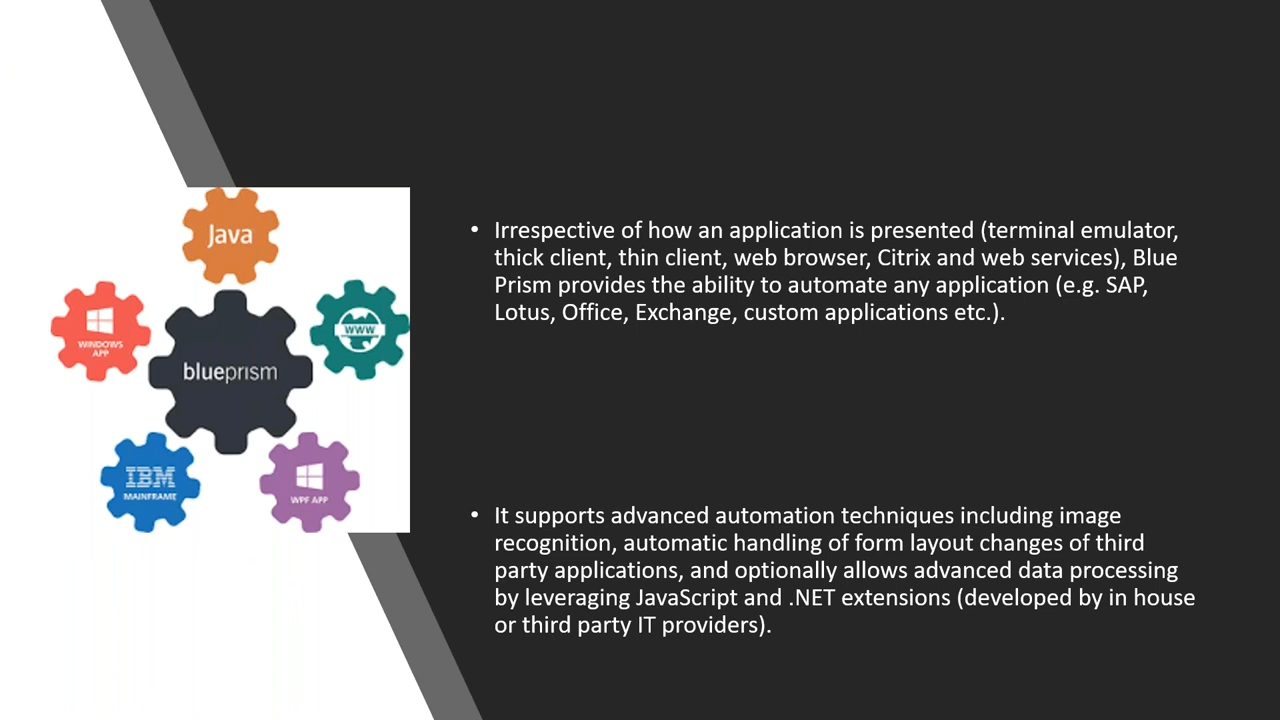 Java
WINDOWS
APP
WWW
blueprism
IBM
MAINFRAME
WPF APP
• Irrespective of how an application is presented (terminal emulator,
thick client, thin client, web browser, Citrix and web services), Blue
Prism provides the ability to automate any application (e.g. SAP,
Lotus, Office, Exchange, custom applications etc.).
• It supports advanced automation techniques including image
recognition, automatic handling of form layout changes of third
party applications, and optionally allows advanced data processing
by leveraging JavaScript and .NET extensions (developed by in house
or third party IT providers).